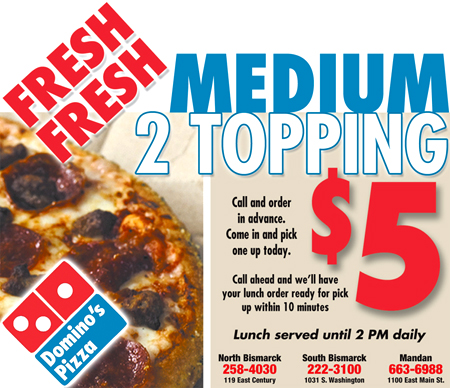 FRESH
FRESH
MEDIUM
2 TOPPING
$5
Call and order
in advance.
Come in and pick
one up today.
Call ahead and we'll have
your lunch order ready for pick
up within 10 minutes
Lunch served until 2 PM daily
Domino's
Pizza
North Bismarck
258-4030
119 East Century
South Bismarck
222-3100
1031 S. Washington
Mandan
663-6988
1100 East Main St.